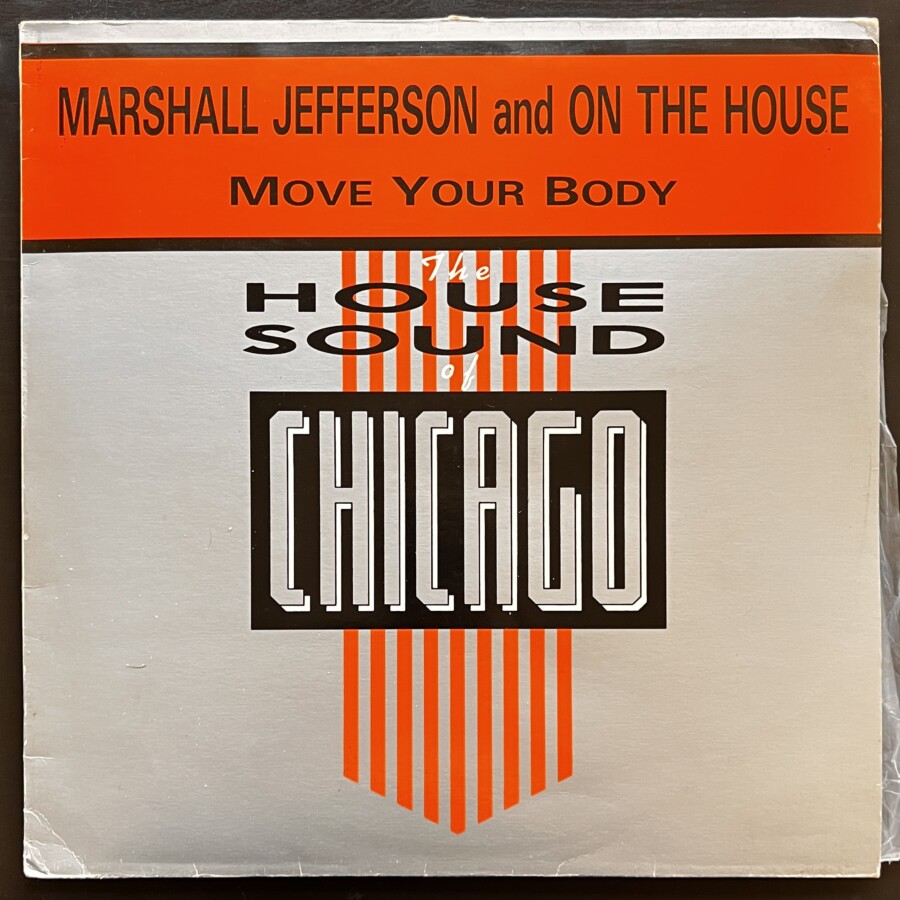 MARSHALL JEFFERSON and ON THE HOUSE
MOVE YOUR BODY
The
HOUSE
SOUND
of
CHICAGO